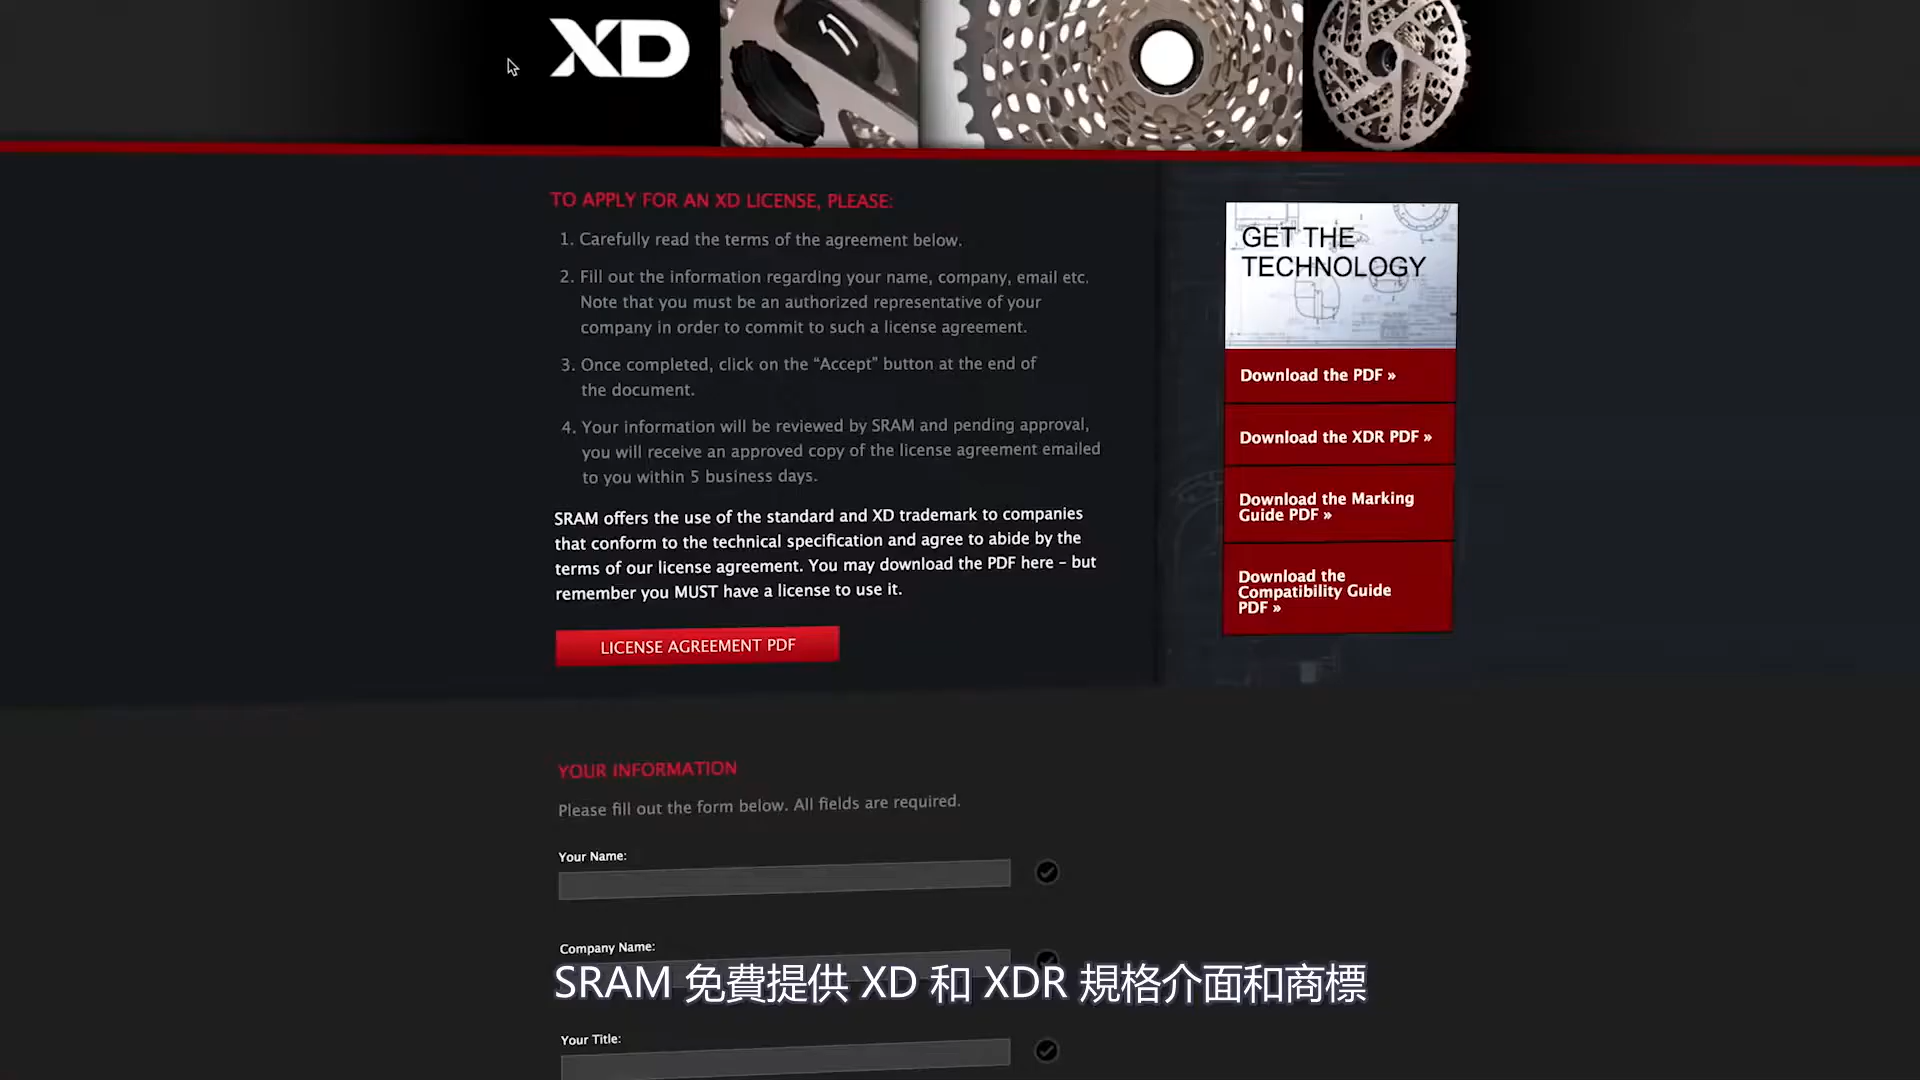 XD
TO APPLY FOR AN XD LICENSE, PLEASE:
1. Carefully read the terms of the agreement below.
2. Fill out the information regarding your name, company, email etc.
Note that you must be an authorized representative of your
company in order to commit to such a license agreement.
3. Once completed, click on the “Accept” button at the end of
the document.
4. Your information will be reviewed by SRAM and pending approval,
you will receive an approved copy of the license agreement emailed
to you within 5 business days.
SRAM offers the use of the standard and XD trademark to companies
that conform to the technical specification and agree to abide by the
terms of our license agreement. You may download the PDF here – but
remember you MUST have a license to use it.
LICENSE AGREEMENT PDF
GET THE
TECHNOLOGY
Download the PDF »
Download the XDR PDF »
Download the Marking
Guide PDF »
Download the
Compatibility Guide
PDF »
YOUR INFORMATION
Please fill out the form below. All fields are required.
Your Name:
Company Name:
SRAM 免費提供 XD 和 XDR 規格介面和商標
Your Title: